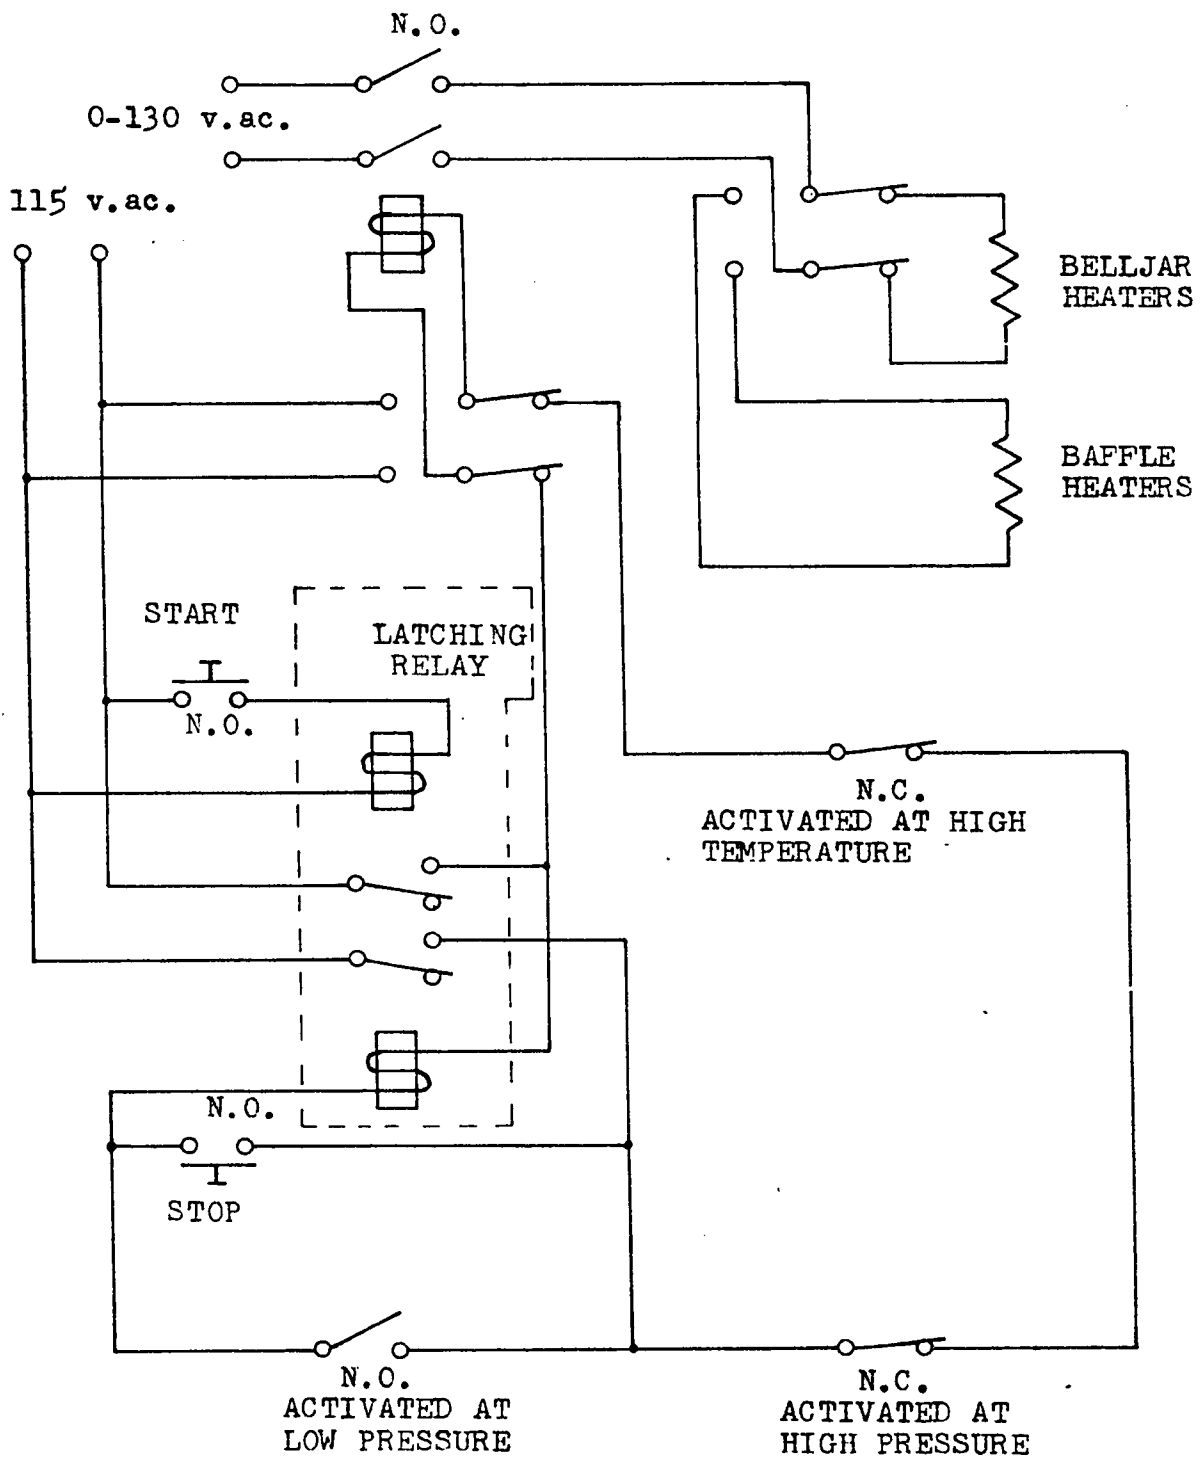 N.O.
0-130 v.ac.
115 v.ac.
BELLJAR
HEATERS
BAFFLE
HEATERS
START
LATCHING
RELAY
N.O.
N.C.
ACTIVATED AT HIGH
TEMPERATURE
N.O.
STOP
N.O.
ACTIVATED AT
LOW PRESSURE
N.C.
ACTIVATED AT
HIGH PRESSURE